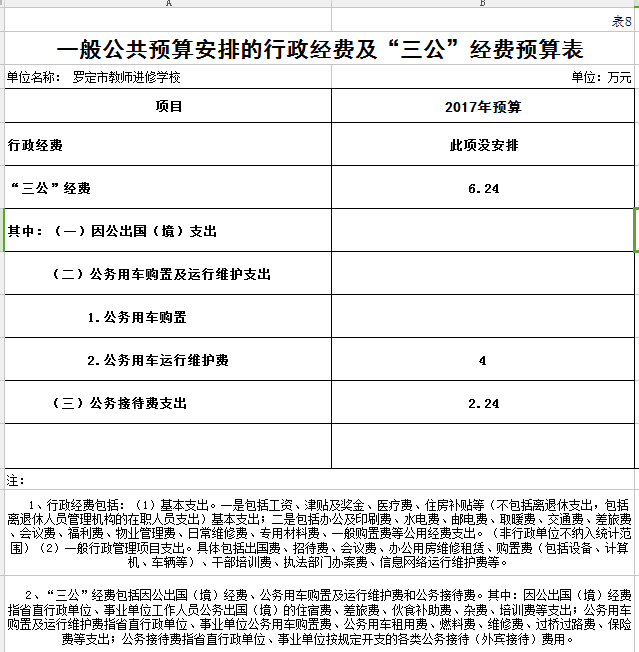 A B
表8
一般公共预算安排的行政经费及“三公”经费预算表
单位名称： 罗定市教师进修学校 单位：万元
项目 2017年预算
行政经费 此项没安排
“三公”经费 6.24
其中：（一）因公出国（境）支出
（二）公务用车购置及运行维护支出
1.公务用车购置
2.公务用车运行维护费 4
（三）公务接待费支出 2.24
注：
1、行政经费包括：（1）基本支出。一是包括工资、津贴及奖金、医疗费、住房补贴等（不包括离退休支出，包括
离退休人员管理机构的在职人员支出）基本支出；二是包括办公及印刷费、水电费、邮电费、取暖费、交通费、差旅费
、会议费、福利费、物业管理费、日常维修费、专用材料费、一般购置费等公用经费支出。（非行政单位不纳入统计范
围）（2）一般行政管理项目支出。具体包括出国费、招待费、会议费、办公用房维修租赁、购置费（包括设备、计算
机、车辆等）、干部培训费、执法部门办案费、信息网络运行维护费等。
2、“三公”经费包括因公出国（境）经费、公务用车购置及运行维护费和公务接待费。其中：因公出国（境）经费
指省直行政单位、事业单位工作人员公务出国（境）的住宿费、差旅费、伙食补助费、杂费、培训费等支出；公务用车
购置及运行维护费指省直行政单位、事业单位公务用车购置费、公务用车租用费、燃料费、维修费、过桥过路费、保险
费等支出；公务接待费指省直行政单位、事业单位按规定开支的各类公务接待（外宾接待）费用。